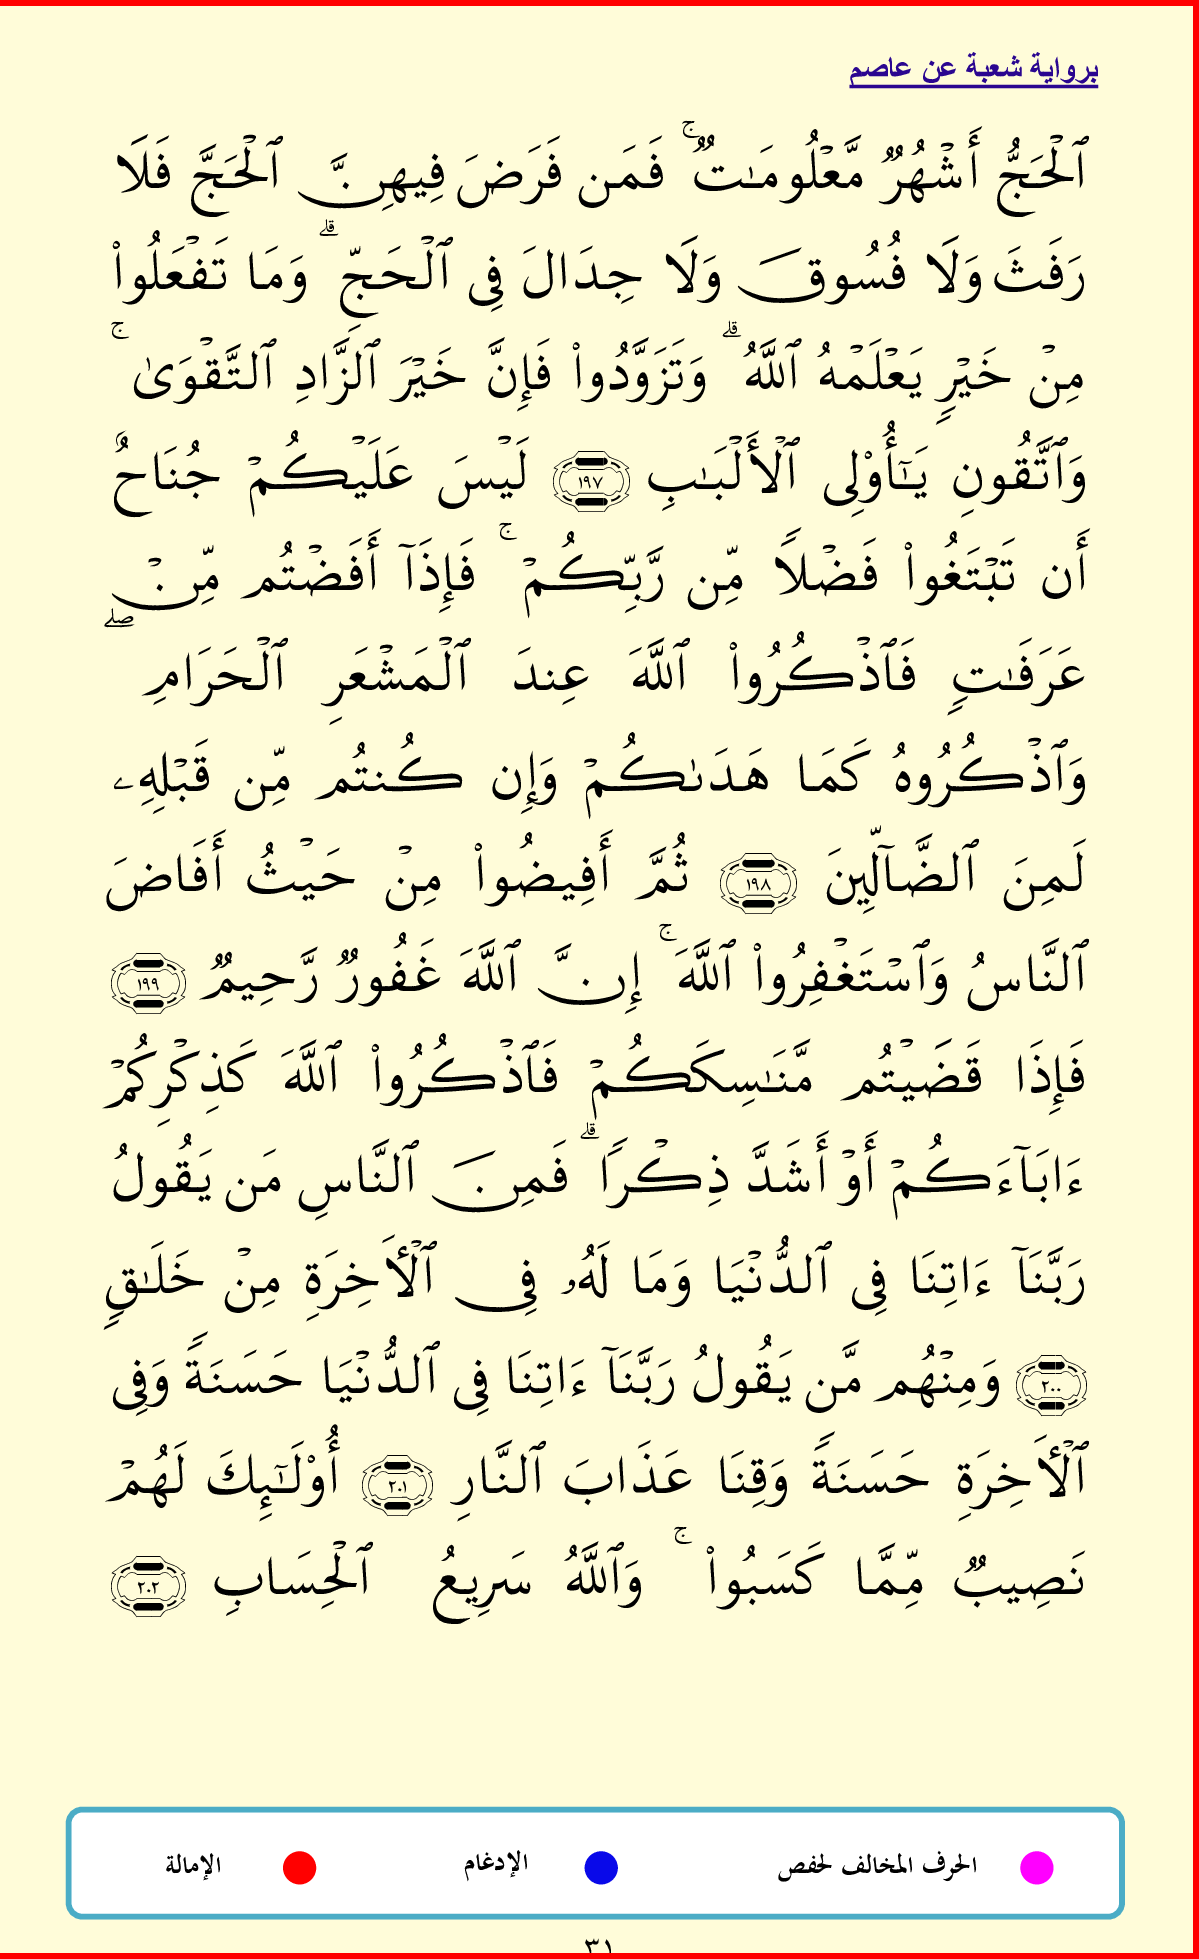 برواية شعبة عن عاصم
ٱلْحَجُّ أَشْهُرٌ مَّعْلُومَٰتٌ ۚ فَمَن فَرَضَ فِيهِنَّ ٱلْحَجَّ فَلَا
رَفَثَ وَلَا فُسُوقَ وَلَا جِدَالَ فِى ٱلْحَجِّ ۗ وَمَا تَفْعَلُوا۟
مِنْ خَيْرٍ يَعْلَمْهُ ٱللَّهُ ۗ وَتَزَوَّدُوا۟ فَإِنَّ خَيْرَ ٱلزَّادِ ٱلتَّقْوَىٰ ۚ
وَٱتَّقُونِ يَـٰٓأُو۟لِى ٱلْأَلْبَـٰبِ ١٩٧ لَيْسَ عَلَيْكُمْ جُنَاحٌ
أَن تَبْتَغُوا۟ فَضْلًا مِّن رَّبِّكُمْ ۚ فَإِذَآ أَفَضْتُم مِّنْ
عَرَفَـٰتٍ فَٱذْكُرُوا۟ ٱللَّهَ عِندَ ٱلْمَشْعَرِ ٱلْحَرَامِ ۖ
وَٱذْكُرُوهُ كَمَا هَدَىٰكُمْ وَإِن كُنتُم مِّن قَبْلِهِۦ
لَمِنَ ٱلضَّآلِّينَ ١٩٨ ثُمَّ أَفِيضُوا۟ مِنْ حَيْثُ أَفَاضَ
ٱلنَّاسُ وَٱسْتَغْفِرُوا۟ ٱللَّهَ ۚ إِنَّ ٱللَّهَ غَفُورٌ رَّحِيمٌ ١٩٩
فَإِذَا قَضَيْتُم مَّنَـٰسِكَكُمْ فَٱذْكُرُوا۟ ٱللَّهَ كَذِكْرِكُمْ
ءَابَآءَكُمْ أَوْ أَشَدَّ ذِكْرًا ۗ فَمِنَ ٱلنَّاسِ مَن يَقُولُ
رَبَّنَآ ءَاتِنَا فِى ٱلدُّنْيَا وَمَا لَهُۥ فِى ٱلْأَخِرَةِ مِنْ خَلَـٰقٍ
٢٠٠ وَمِنْهُم مَّن يَقُولُ رَبَّنَآ ءَاتِنَا فِى ٱلدُّنْيَا حَسَنَةً وَفِى
ٱلْأَخِرَةِ حَسَنَةً وَقِنَا عَذَابَ ٱلنَّارِ ٢٠١ أُو۟لَـٰٓئِكَ لَهُمْ
نَصِيبٌ مِّمَّا كَسَبُوا۟ ۚ وَٱللَّهُ سَرِيعُ ٱلْحِسَابِ ٢٠٢
الحرف المخالف لحفص الإدغام الإمالة
٣١